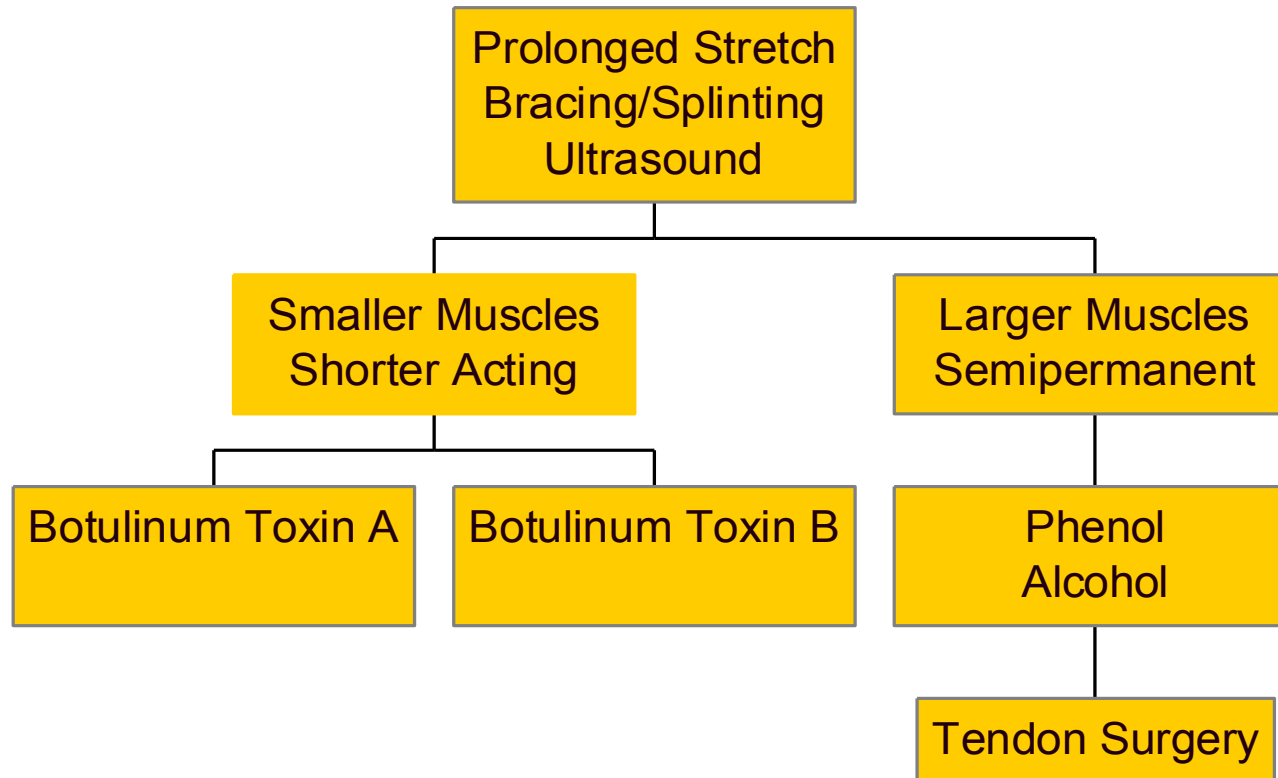 Prolonged Stretch
Bracing/Splinting
Ultrasound
Smaller Muscles
Shorter Acting
Larger Muscles
Semipermanent
Botulinum Toxin A
Botulinum Toxin B
Phenol
Alcohol
Tendon Surgery